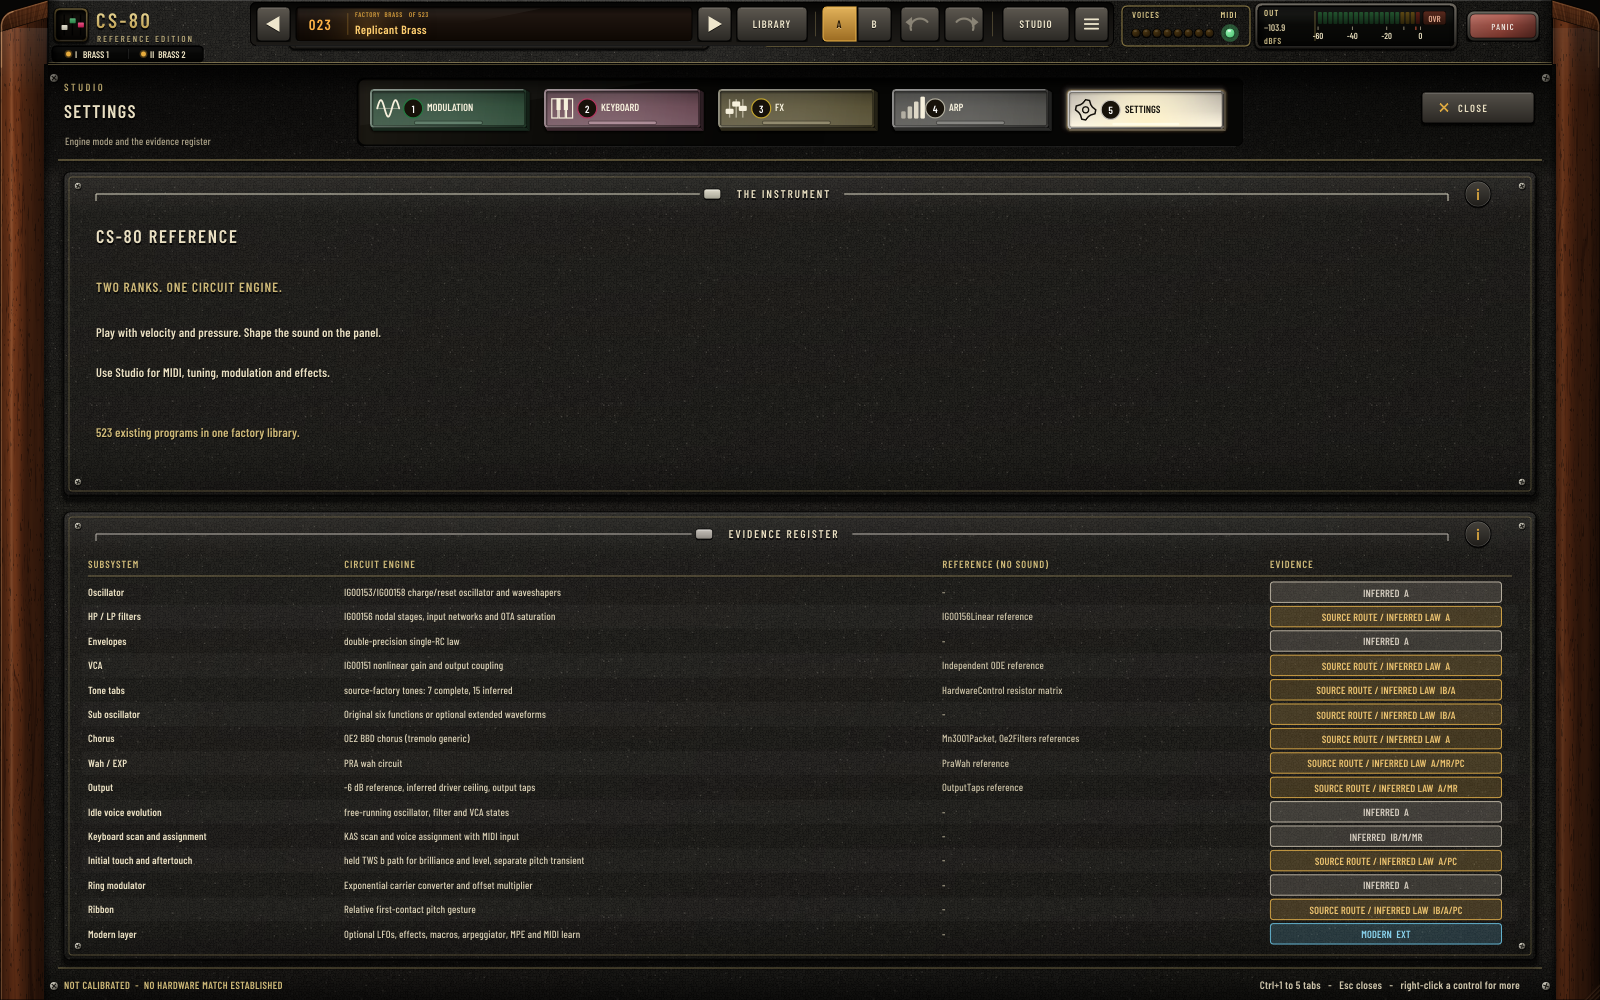 CS-80
REFERENCE EDITION
I BRASS 1 II BRASS 2
023 FACTORY BRASS OF 523
Replicant Brass
LIBRARY A B STUDIO
VOICES MIDI
OUT
-103.9
dBFS
-60 -40 -20 0
OVR
PANIC
STUDIO
SETTINGS
Engine mode and the evidence register
1 MODULATION
2 KEYBOARD
3 FX
4 ARP
5 SETTINGS
CLOSE
THE INSTRUMENT i
CS-80 REFERENCE
TWO RANKS. ONE CIRCUIT ENGINE.
Play with velocity and pressure. Shape the sound on the panel.
Use Studio for MIDI, tuning, modulation and effects.
523 existing programs in one factory library.
EVIDENCE REGISTER i
SUBSYSTEM CIRCUIT ENGINE REFERENCE (NO SOUND) EVIDENCE
Oscillator IG00153/IG00158 charge/reset oscillator and waveshapers - INFERRED A
HP / LP filters IG00156 nodal stages, input networks and OTA saturation IG00156Linear reference SOURCE ROUTE / INFERRED LAW A
Envelopes double-precision single-RC law - INFERRED A
VCA IG00151 nonlinear gain and output coupling Independent ODE reference SOURCE ROUTE / INFERRED LAW A
Tone tabs source-factory tones: 7 complete, 15 inferred HardwareControl resistor matrix SOURCE ROUTE / INFERRED LAW IB/A
Sub oscillator Original six functions or optional extended waveforms - SOURCE ROUTE / INFERRED LAW IB/A
Chorus OE2 BBD chorus (tremolo generic) Mn3001Packet, Oe2Filters references SOURCE ROUTE / INFERRED LAW A
Wah / EXP PRA wah circuit PraWah reference SOURCE ROUTE / INFERRED LAW A/MR/PC
Output -6 dB reference, inferred driver ceiling, output taps OutputTaps reference SOURCE ROUTE / INFERRED LAW A/MR
Idle voice evolution free-running oscillator, filter and VCA states - INFERRED A
Keyboard scan and assignment KAS scan and voice assignment with MIDI input - INFERRED IB/M/MR
Initial touch and aftertouch held TWS b path for brilliance and level, separate pitch transient - SOURCE ROUTE / INFERRED LAW A/PC
Ring modulator Exponential carrier converter and offset multiplier - INFERRED A
Ribbon Relative first-contact pitch gesture - SOURCE ROUTE / INFERRED LAW IB/A/PC
Modern layer Optional LFOs, effects, macros, arpeggiator, MPE and MIDI learn - MODERN EXT
NOT CALIBRATED - NO HARDWARE MATCH ESTABLISHED
Ctrl+1 to 5 tabs - Esc closes - right-click a control for more